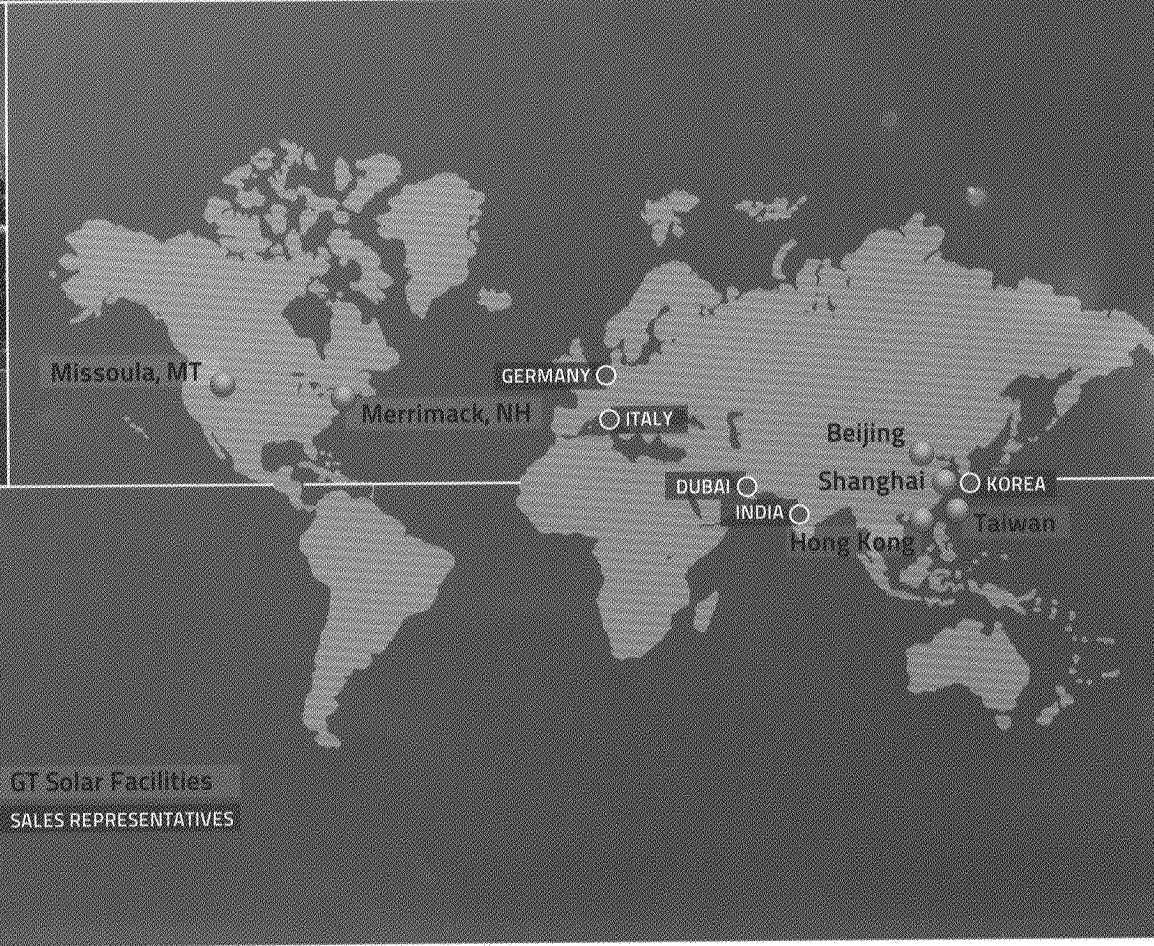 Missoula, MT
GERMANY
Merrimack, NH
ITALY
Beijing
Shanghai
KOREA
DUBAI
INDIA
Taiwan
Hong Kong
GT Solar Facilities
SALES REPRESENTATIVES